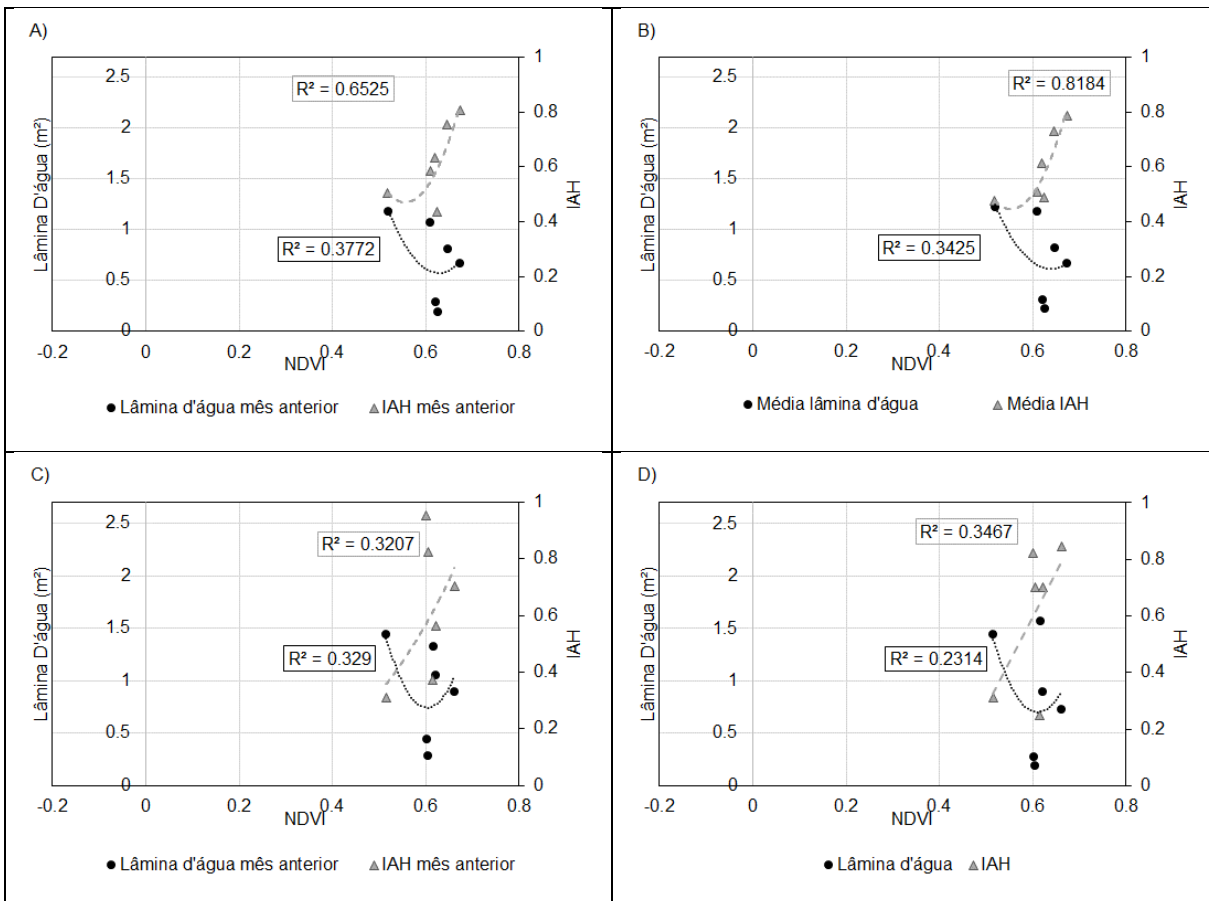 A)
R² = 0.6525
R² = 0.3772
Lâmina D'água (m²)
2.5
2
1.5
1
0.5
0
1
0.8
0.6
0.4
0.2
0
IAH
-0.2 0 0.2 0.4 0.6 0.8
NDVI
Lâmina d'água mês anterior IAH mês anterior
B)
R² = 0.8184
R² = 0.3425
Lâmina D'água (m²)
2.5
2
1.5
1
0.5
0
1
0.8
0.6
0.4
0.2
0
IAH
-0.2 0 0.2 0.4 0.6 0.8
NDVI
Média lâmina d'água Média IAH
C)
R² = 0.3207
R² = 0.329
Lâmina D'água (m²)
2.5
2
1.5
1
0.5
0
1
0.8
0.6
0.4
0.2
0
IAH
-0.2 0 0.2 0.4 0.6 0.8
NDVI
Lâmina d'água mês anterior IAH mês anterior
D)
R² = 0.3467
R² = 0.2314
Lâmina D'água (m²)
2.5
2
1.5
1
0.5
0
1
0.8
0.6
0.4
0.2
0
IAH
-0.2 0 0.2 0.4 0.6 0.8
NDVI
Lâmina d'água IAH